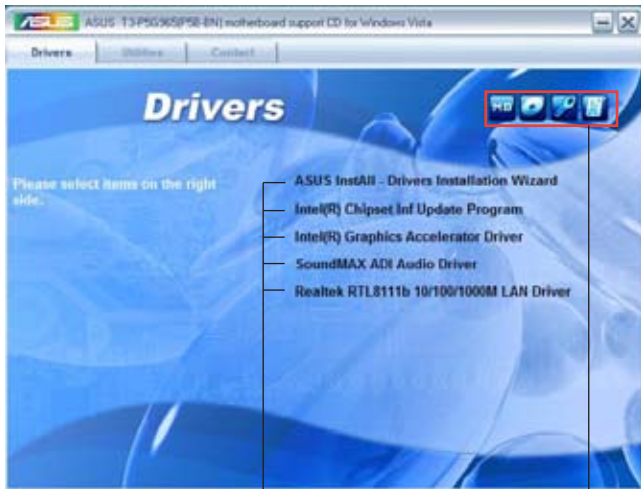 ASUS
ASUS T3-P5G965(P5B-BN) motherboard support CD for Windows Vista
Drivers
Utilities
Contact
Drivers
Please select items on the right side.
ASUS InstAll - Drivers Installation Wizard
Intel(R) Chipset Inf Update Program
Intel(R) Graphics Accelerator Driver
SoundMAX ADI Audio Driver
Realtek RTL8111b 10/100/1000M LAN Driver